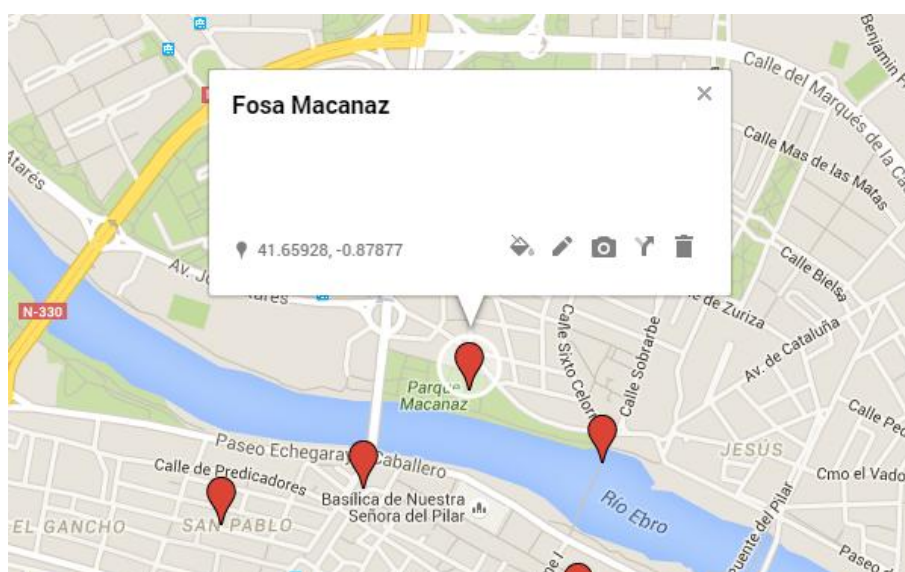 Fosa Macanaz
41.65928, -0.87877
Benjamín
Calle del Marqués de la
Calle Mas de las Matas
Atarés
Calle Bielsa
Av.
N-330
de Zuriza
Calle Sixto
Calle Sobrarbe
Av. de Cataluña
Parque
Macanaz
Calle
JESÚS
Paseo Echegaray
Caballero
Calle de Predicadores
Cmo el Vado
Basílica de Nuestra
Señora del Pilar
Río Ebro
EL GANCHO
SAN PABLO
Puente del Pilar
Paseo